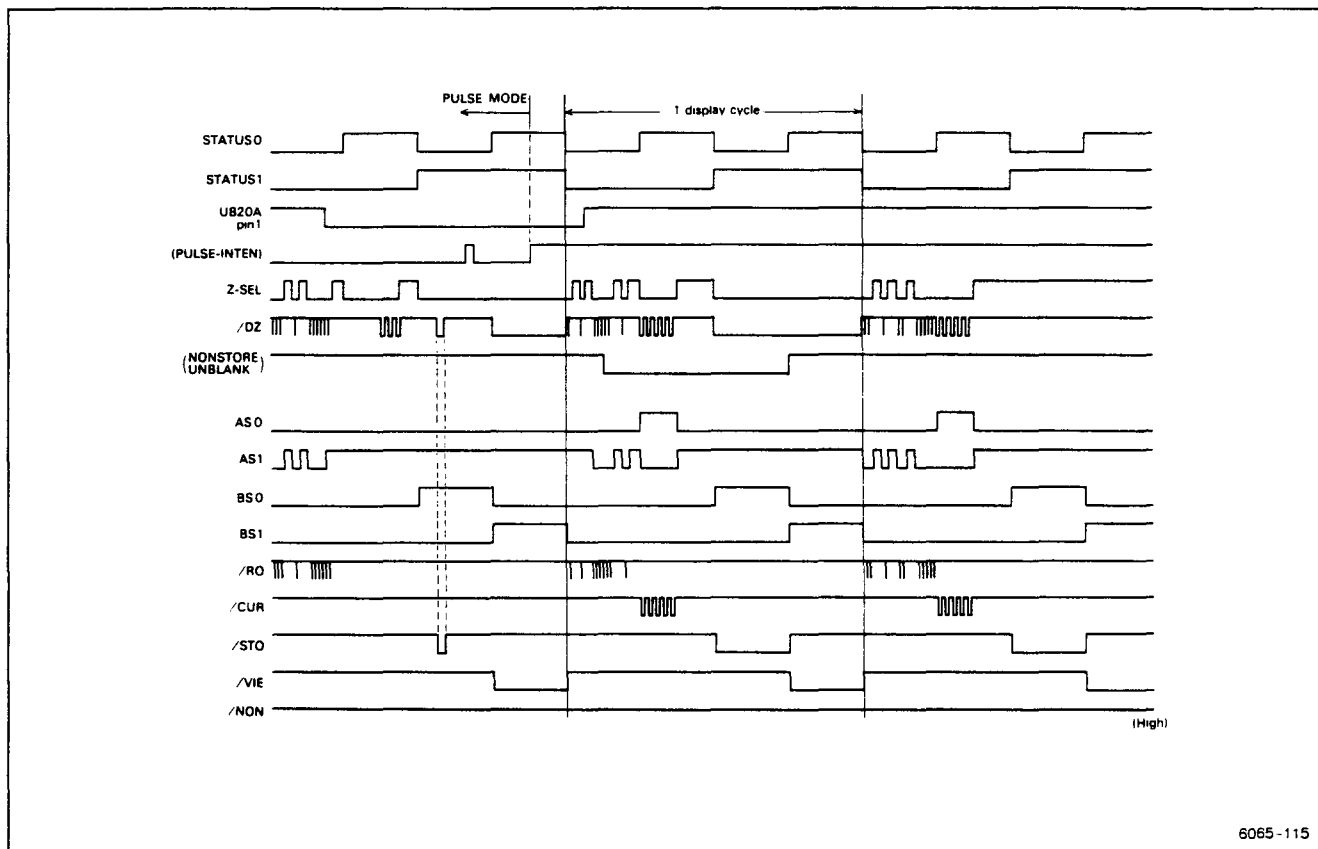 PULSE MODE
1 display cycle
STATUS0
STATUS1
UB20A
pin1
(PULSE-INTEN)
Z-SEL
/DZ
(NONSTORE
UNBLANK)
AS0
AS1
BS0
BS1
/RO
/CUR
/STO
/VIE
/NON
(High)
6065-115